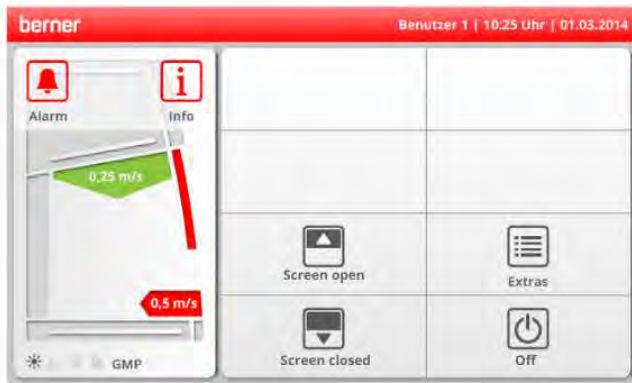 berner
Benutzer 1 | 10:25 Uhr | 01.03.2014
Alarm
Info
0,25 m/s
0,5 m/s
GMP
Screen open
Extras
Screen closed
Off